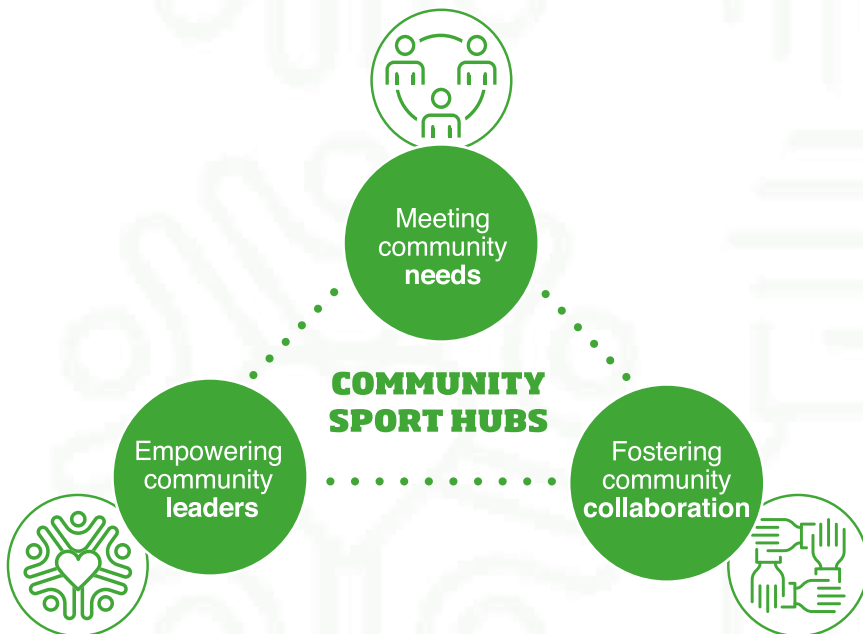 Meeting
community
needs
COMMUNITY
SPORT HUBS
Empowering
community
leaders
Fostering
community
collaboration